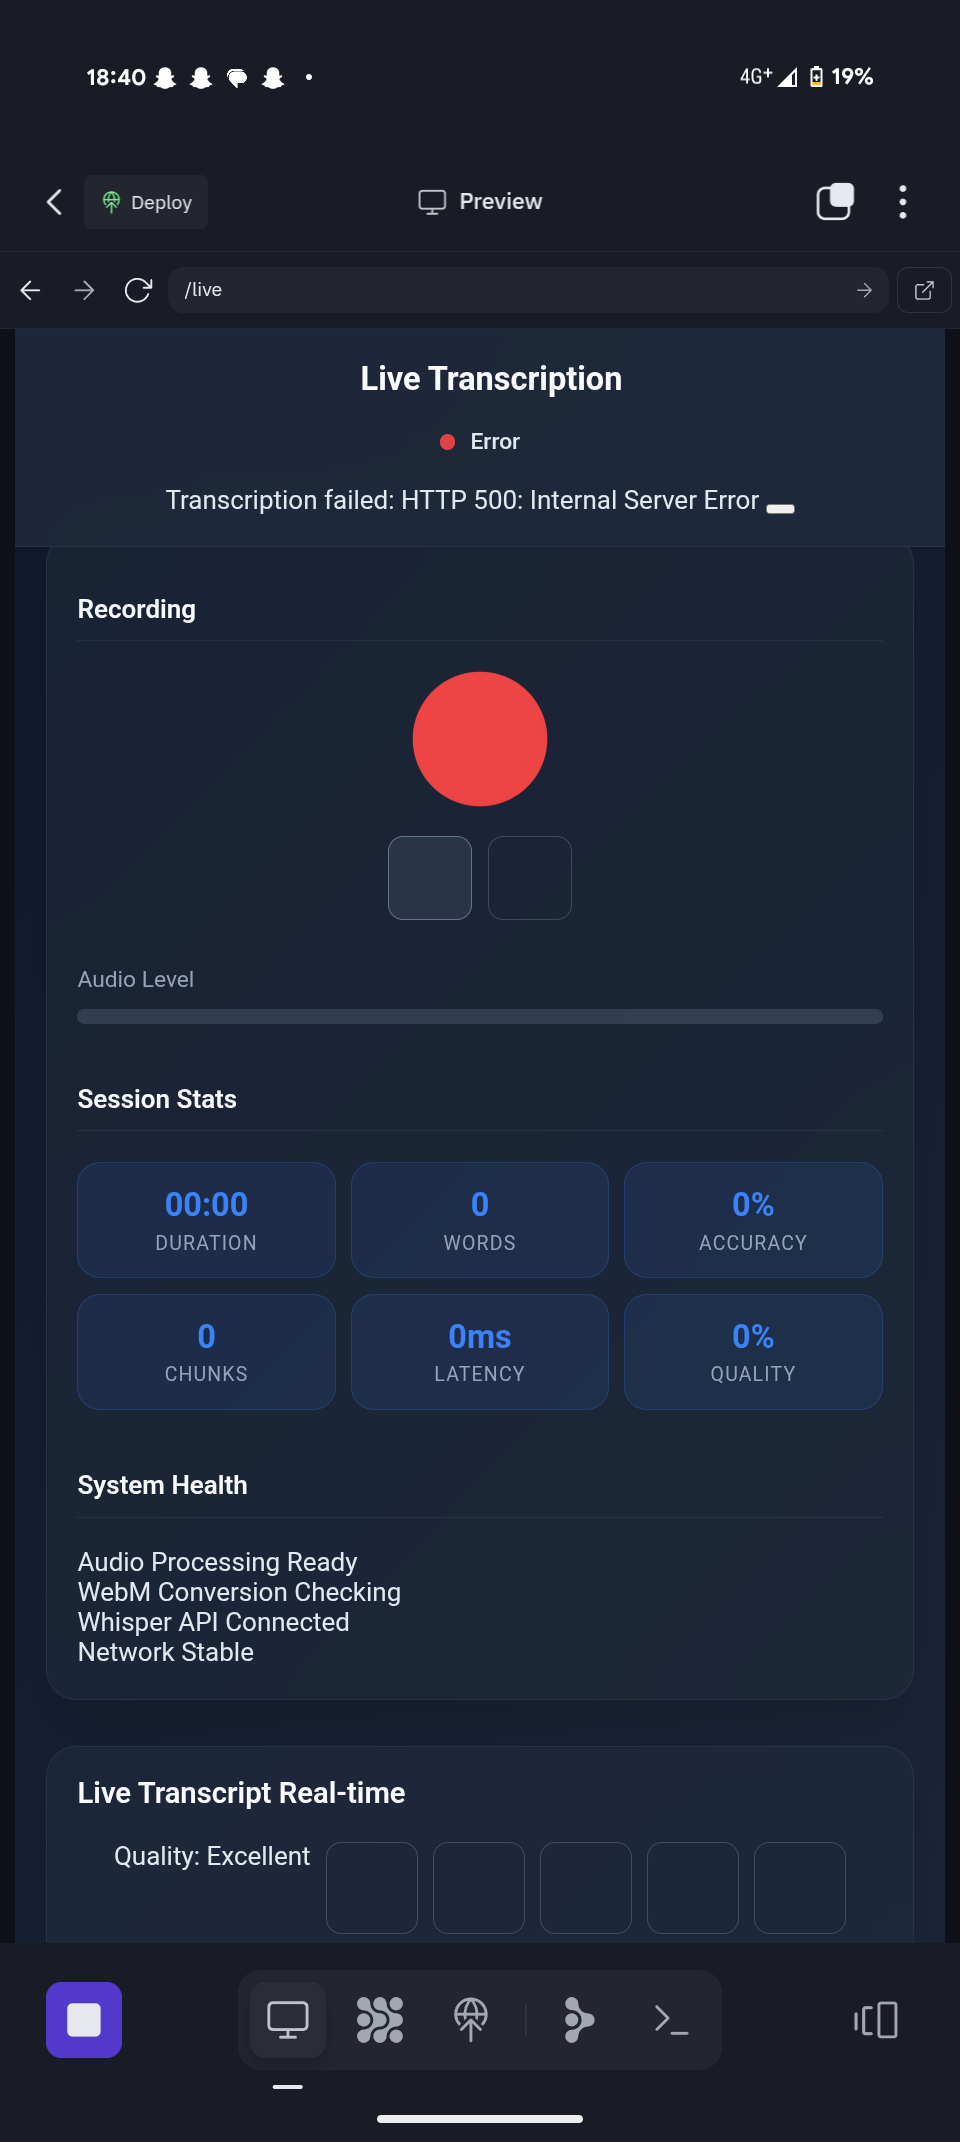 18:40
4G+ 19%
Deploy
Preview
/live
Live Transcription
Error
Transcription failed: HTTP 500: Internal Server Error
Recording
Audio Level
Session Stats
00:00 0 0%
DURATION WORDS ACCURACY
0 0ms 0%
CHUNKS LATENCY QUALITY
System Health
Audio Processing Ready
WebM Conversion Checking
Whisper API Connected
Network Stable
Live Transcript Real-time
Quality: Excellent